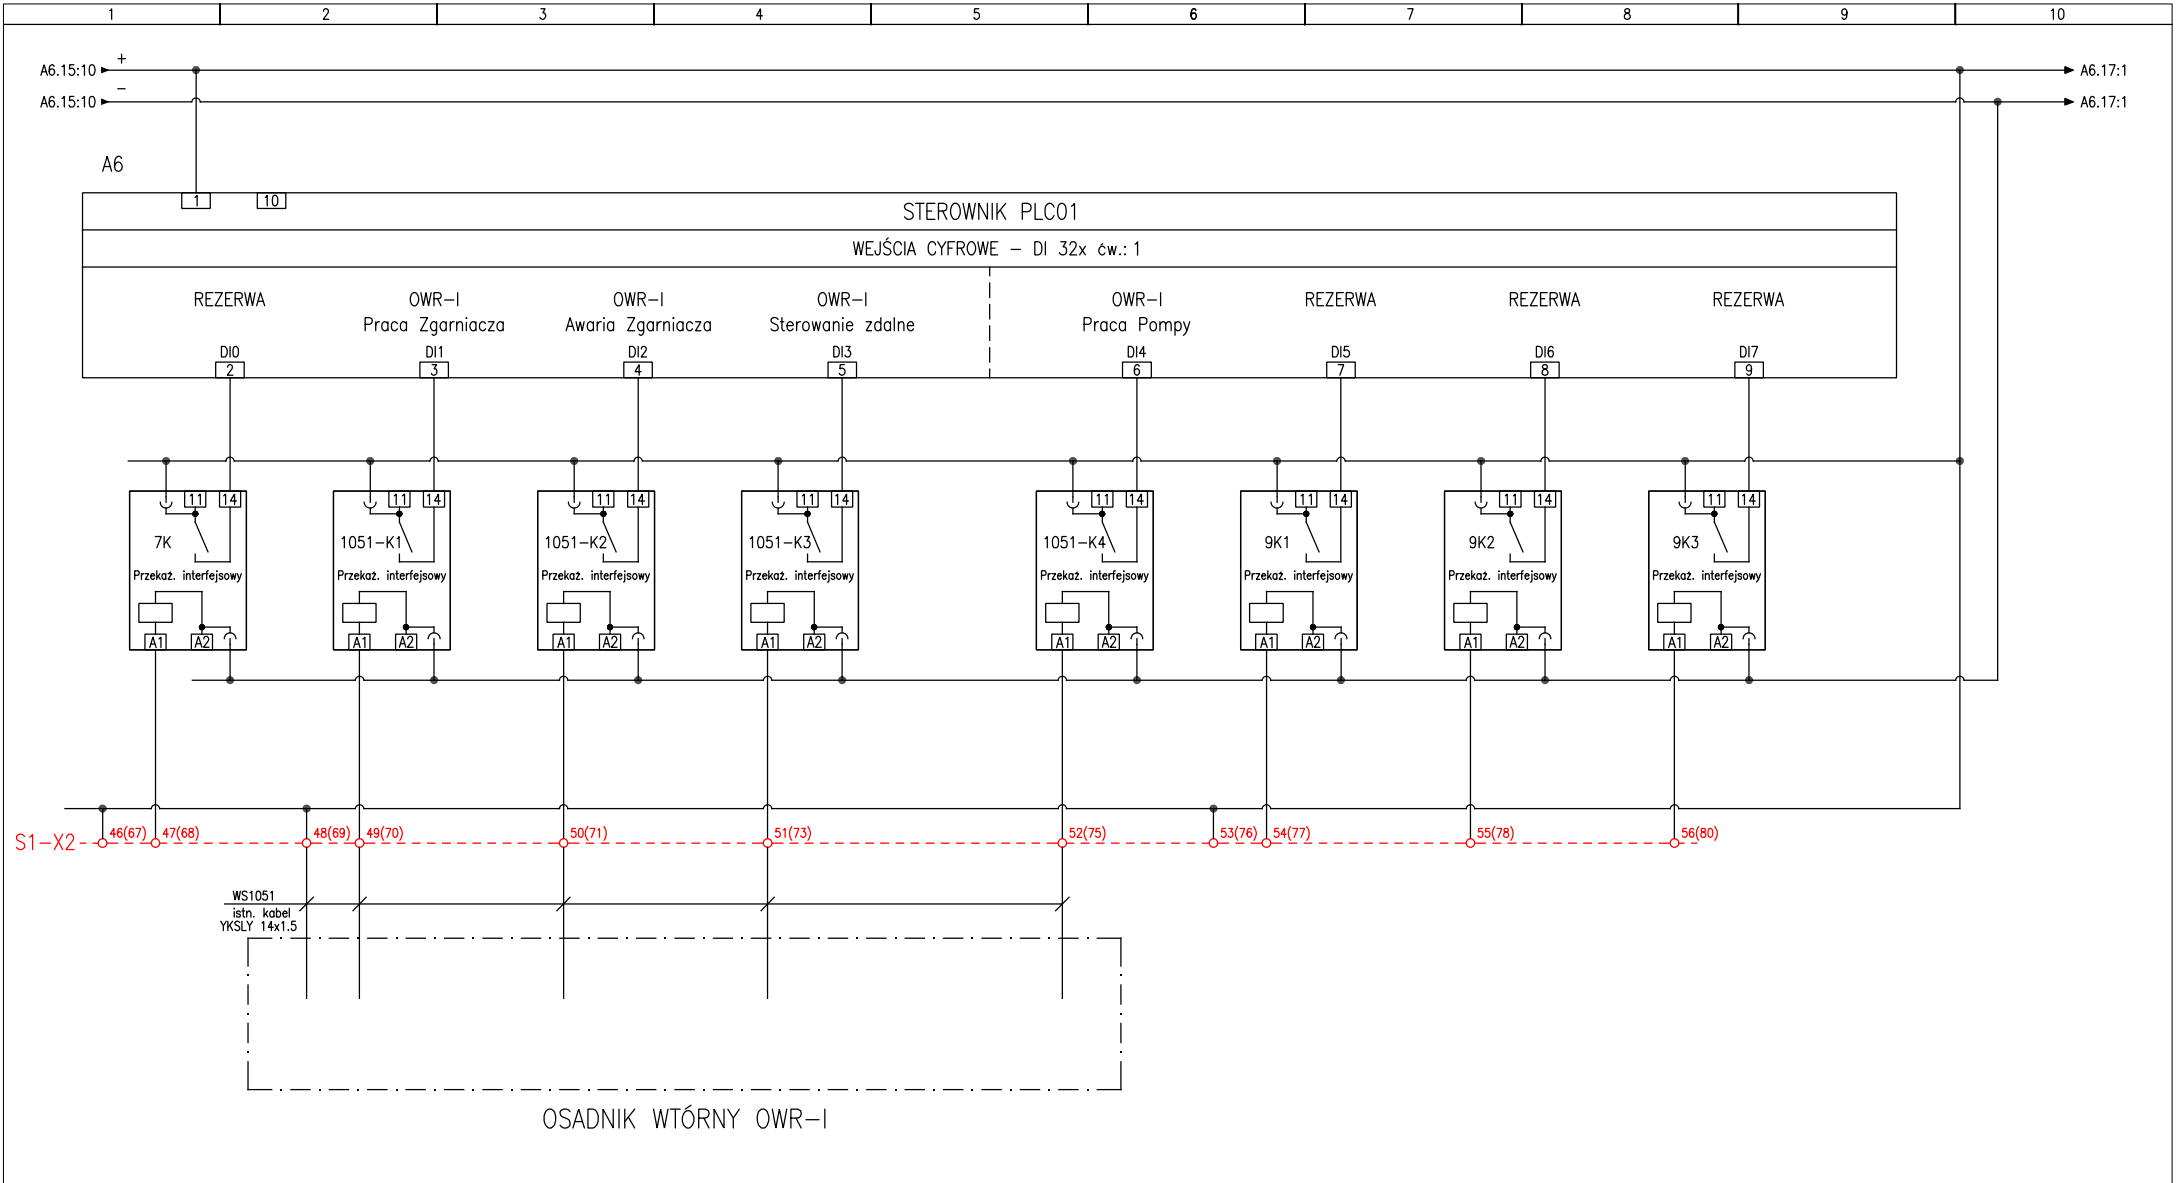 1 2 3 4 5 6 7 8 9 10
+
A6.15:10 A6.17:1
−
A6.15:10 A6.17:1
A6
1 10
STEROWNIK PLC01
WEJŚCIA CYFROWE − DI 32x ćw.: 1
REZERWA OWR−I OWR−I OWR−I OWR−I REZERWA REZERWA REZERWA
Praca Zgarniacza Awaria Zgarniacza Sterowanie zdalne Praca Pompy
DI0 DI1 DI2 DI3 DI4 DI5 DI6 DI7
2 3 4 5 6 7 8 9
11 14 11 14 11 14 11 14 11 14 11 14 11 14 11 14
7K 1051−K1 1051−K2 1051−K3 1051−K4 9K1 9K2 9K3
Przekaź. interfejsowy Przekaź. interfejsowy Przekaź. interfejsowy Przekaź. interfejsowy Przekaź. interfejsowy Przekaź. interfejsowy Przekaź. interfejsowy Przekaź. interfejsowy
A1 A2 A1 A2 A1 A2 A1 A2 A1 A2 A1 A2 A1 A2 A1 A2
46(67) 47(68) 48(69) 49(70) 50(71) 51(73) 52(75) 53(76) 54(77) 55(78) 56(80)
S1−X2
WS1051
istn. kabel
YKSLY 14x1.5
OSADNIK WTÓRNY OWR−I